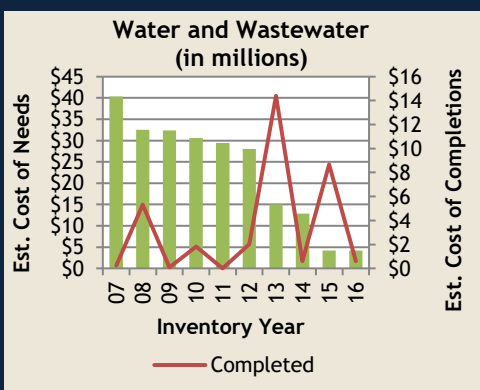 Water and Wastewater
(in millions)
Est. Cost of Needs
$45
$40
$35
$30
$25
$20
$15
$10
$5
$0
$16
$14
$12
$10
$8
$6
$4
$2
$0
Est. Cost of Completions
07 08 09 10 11 12 13 14 15 16
Inventory Year
Completed